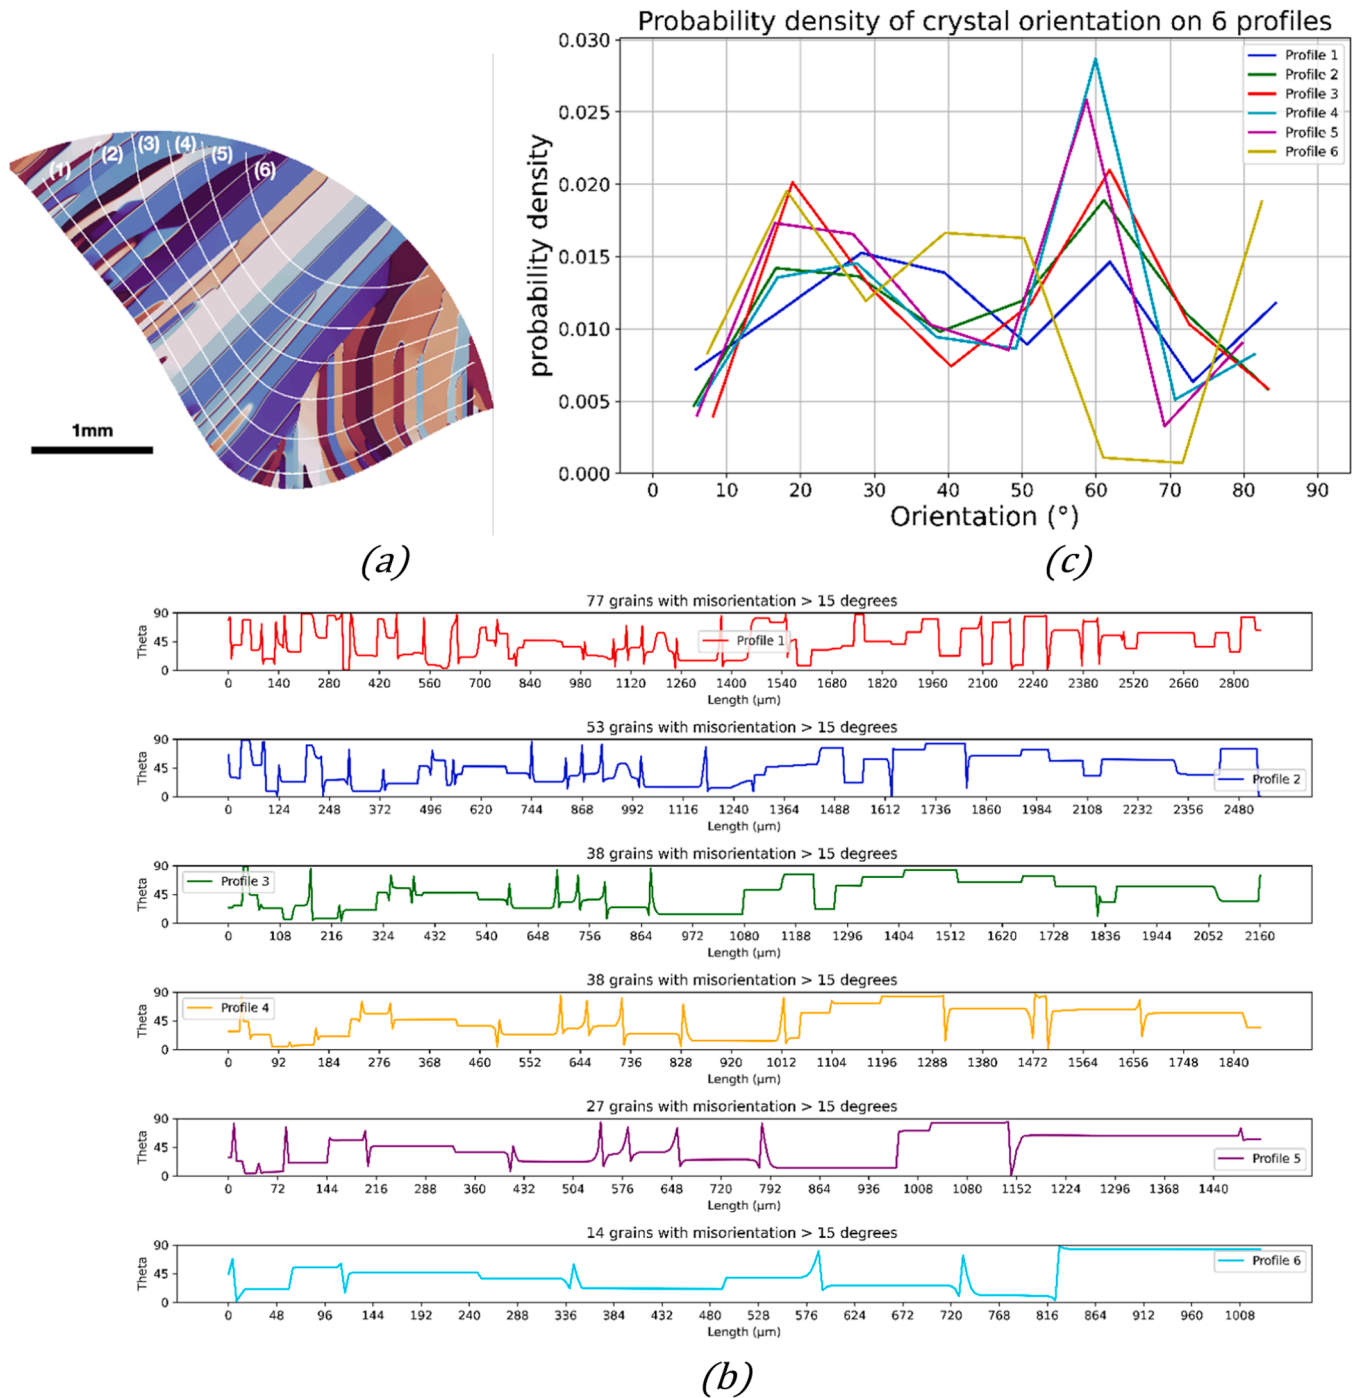 Probability density of crystal orientation on 6 profiles
0.030
0.025
0.020
0.015
0.010
0.005
0.000
probability density
Profile 1
Profile 2
Profile 3
Profile 4
Profile 5
Profile 6
0 10 20 30 40 50 60 70 80 90
Orientation (°)
(1) (2) (3) (4) (5) (6)
1mm
(a)
(c)
77 grains with misorientation > 15 degrees
90
45
0
Theta
Profile 1
0 140 280 420 560 700 840 980 1120 1260 1400 1540 1680 1820 1960 2100 2240 2380 2520 2660 2800
Length (μm)
53 grains with misorientation > 15 degrees
90
45
0
Theta
Profile 2
0 124 248 372 496 620 744 868 992 1116 1240 1364 1488 1612 1736 1860 1984 2108 2232 2356 2480
Length (μm)
38 grains with misorientation > 15 degrees
90
45
0
Theta
Profile 3
0 108 216 324 432 540 648 756 864 972 1080 1188 1296 1404 1512 1620 1728 1836 1944 2052 2160
Length (μm)
38 grains with misorientation > 15 degrees
90
45
0
Theta
Profile 4
0 92 184 276 368 460 552 644 736 828 920 1012 1104 1196 1288 1380 1472 1564 1656 1748 1840
Length (μm)
27 grains with misorientation > 15 degrees
90
45
0
Theta
Profile 5
0 72 144 216 288 360 432 504 576 648 720 792 864 936 1008 1080 1152 1224 1296 1368 1440
Length (μm)
14 grains with misorientation > 15 degrees
90
45
0
Theta
Profile 6
0 48 96 144 192 240 288 336 384 432 480 528 576 624 672 720 768 816 864 912 960 1008
Length (μm)
(b)